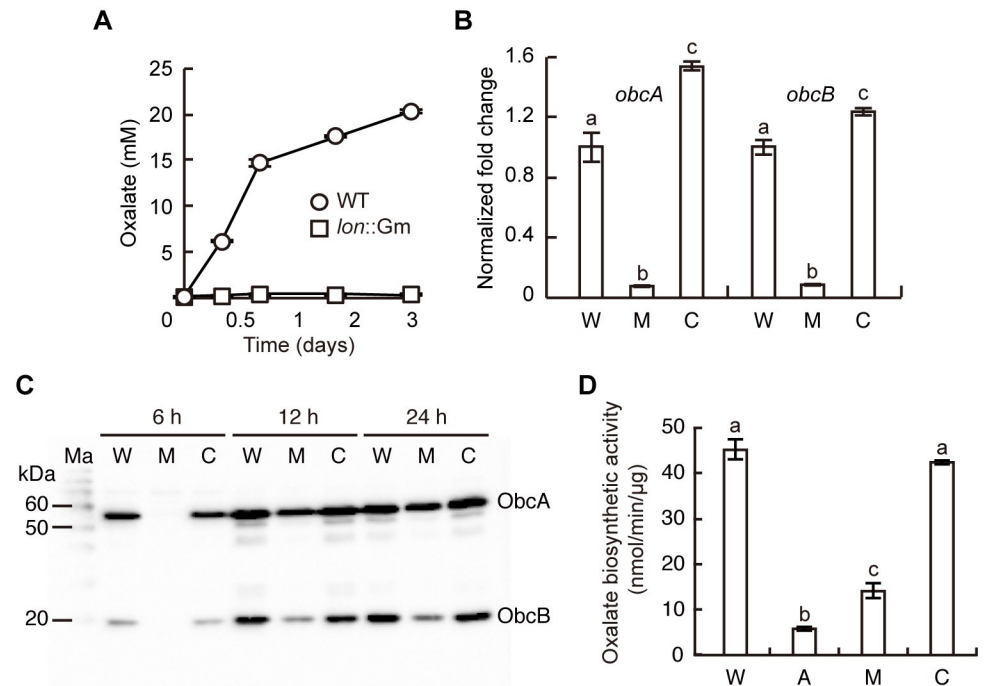 A
25
20
15
10
5
0
0.5
1
2
3
Oxalate (mM)
Time (days)
WT
lon::Gm
B
1.6
1.2
0.8
0.4
0
Normalized fold change
obcA
obcB
a
b
c
a
b
c
W
M
C
W
M
C
C
6 h
12 h
24 h
Ma
W
M
C
W
M
C
W
M
C
kDa
60
50
20
ObcA
ObcB
D
50
40
30
20
10
0
Oxalate biosynthetic activity
(nmol/min/µg)
a
b
c
a
W
A
M
C